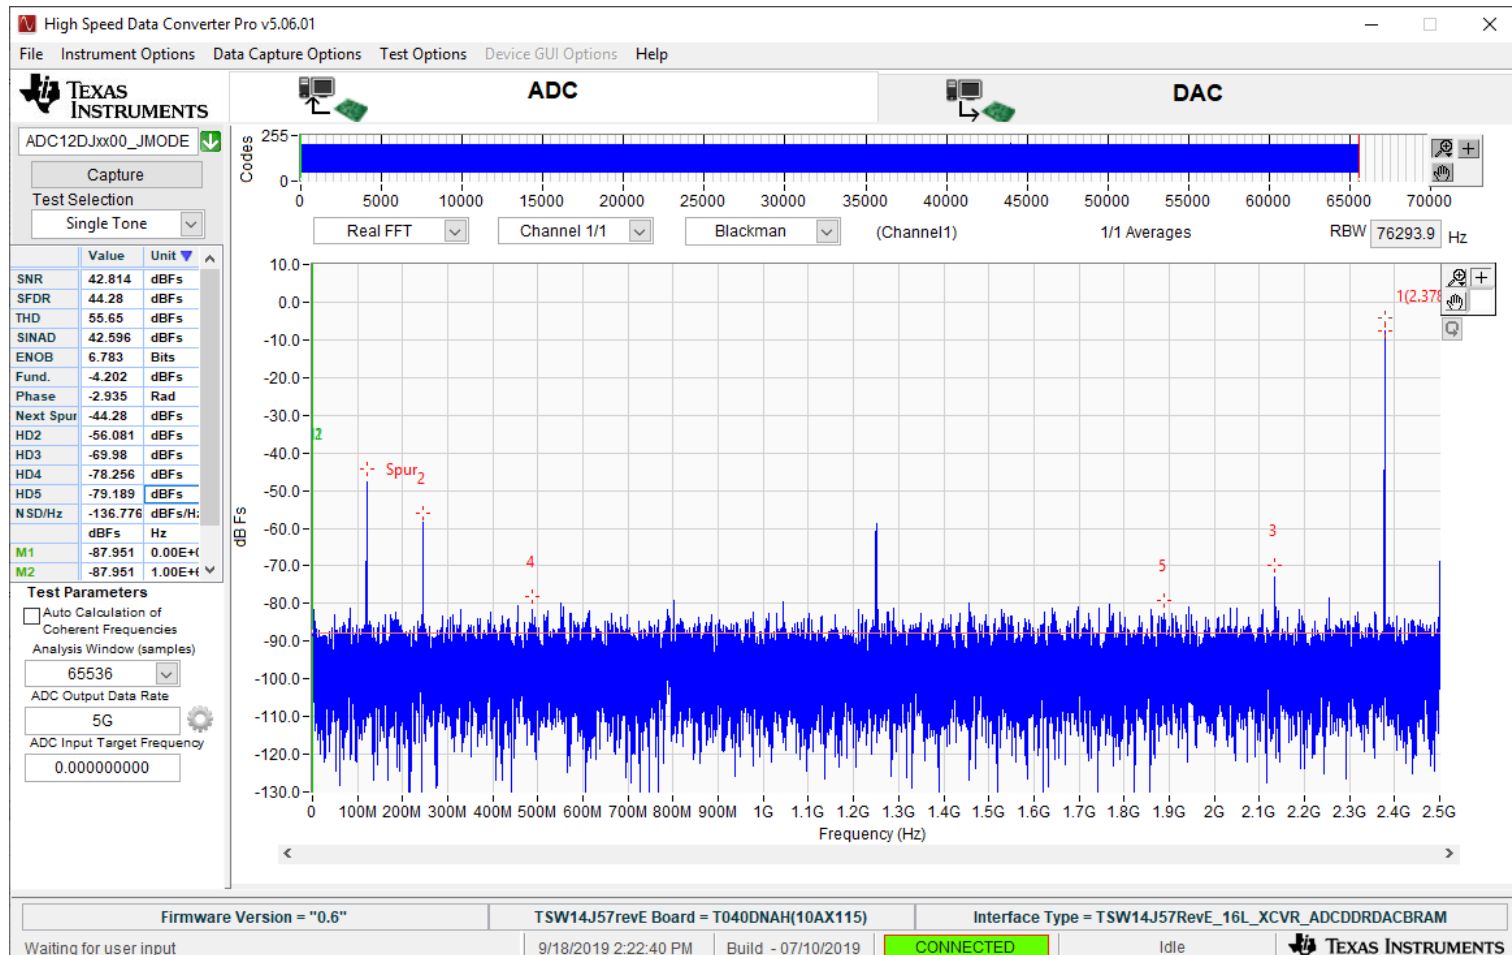 High Speed Data Converter Pro v5.06.01
File Instrument Options Data Capture Options Test Options Device GUI Options Help
TEXAS INSTRUMENTS
ADC
DAC
ADC12DJxx00_JMODE
Capture
Test Selection
Single Tone
Value Unit
SNR 42.814 dBFs
SFDR 44.28 dBFs
THD 55.65 dBFs
SINAD 42.596 dBFs
ENOB 6.783 Bits
Fund. -4.202 dBFs
Phase -2.935 Rad
Next Spur -44.28 dBFs
HD2 -56.081 dBFs
HD3 -69.98 dBFs
HD4 -78.256 dBFs
HD5 -79.189 dBFs
NSD/Hz -136.776 dBFs/Hz
dBFs Hz
M1 -87.951 0.00E+0
M2 -87.951 1.00E+6
Test Parameters
Auto Calculation of
Coherent Frequencies
Analysis Window (samples)
65536
ADC Output Data Rate
5G
ADC Input Target Frequency
0.000000000
Codes
255
0
0 5000 10000 15000 20000 25000 30000 35000 40000 45000 50000 55000 60000 65000 70000
Real FFT Channel 1/1 Blackman (Channel1) 1/1 Averages RBW 76293.9 Hz
dBFs
10.0
0.0
-10.0
-20.0
-30.0
-40.0
-50.0
-60.0
-70.0
-80.0
-90.0
-100.0
-110.0
-120.0
-130.0
1(2.378
Spur
2
4
5
3
0 100M 200M 300M 400M 500M 600M 700M 800M 900M 1G 1.1G 1.2G 1.3G 1.4G 1.5G 1.6G 1.7G 1.8G 1.9G 2G 2.1G 2.2G 2.3G 2.4G 2.5G
Frequency (Hz)
Firmware Version = "0.6" TSW14J57revE Board = T040DNAH(10AX115) Interface Type = TSW14J57RevE_16L_XCVR_ADCDDRDACBRAM
Waiting for user input 9/18/2019 2:22:40 PM Build - 07/10/2019 CONNECTED Idle TEXAS INSTRUMENTS